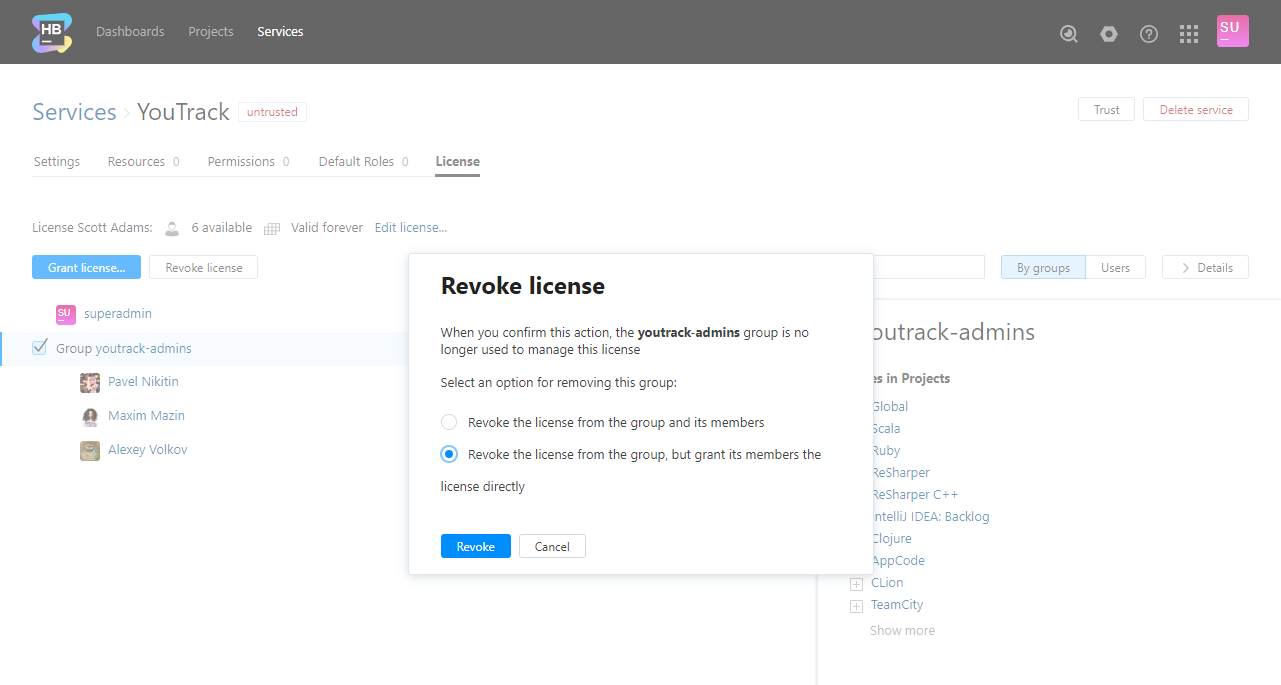 HB Dashboards Projects Services SU
Services YouTrack untrusted Trust Delete service
Settings Resources 0 Permissions 0 Default Roles 0 License
License Scott Adams: 6 available Valid forever Edit license...
Grant license... Revoke license By groups Users Details
SU superadmin
Group youtrack-admins
Pavel Nikitin
Maxim Mazin
Alexey Volkov
Revoke license
When you confirm this action, the youtrack-admins group is no
longer used to manage this license
Select an option for removing this group:
Revoke the license from the group and its members
Revoke the license from the group, but grant its members the
license directly
Revoke Cancel
outrack-admins
es in Projects
Global
Scala
Ruby
ReSharper
ReSharper C++
IntelliJ IDEA: Backlog
Clojure
AppCode
CLion
TeamCity
Show more